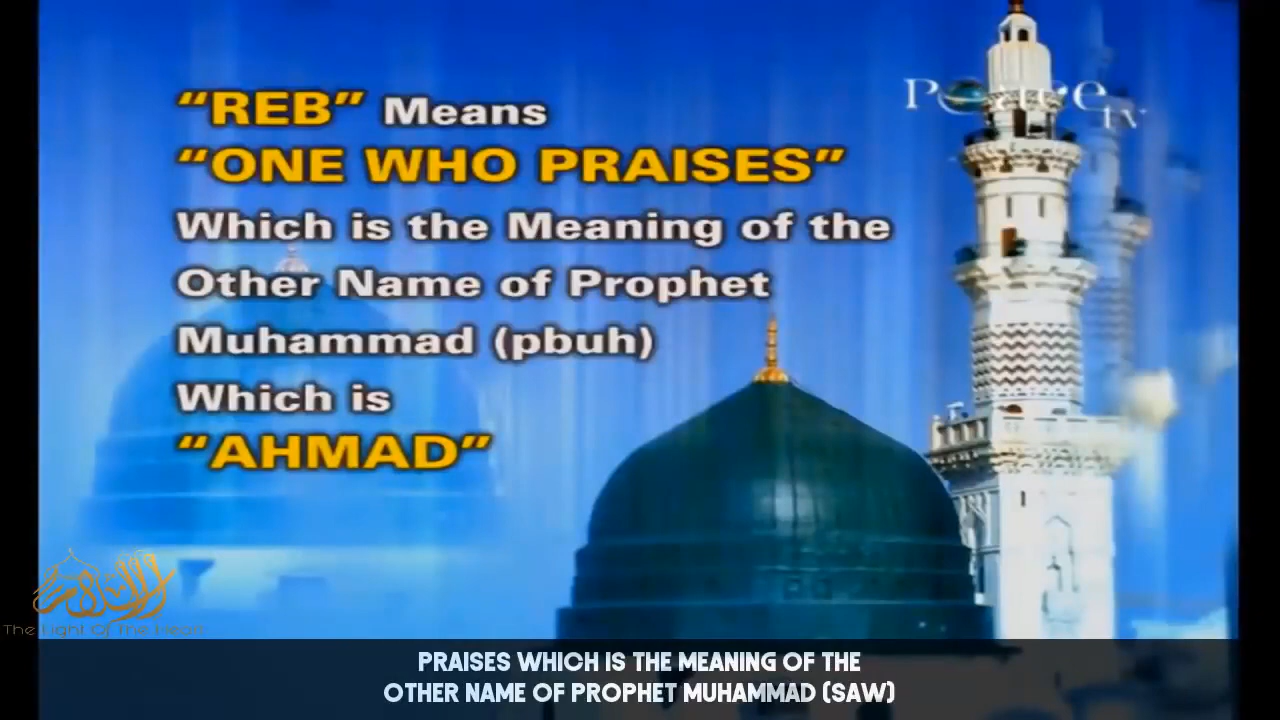 “REB” Means
“ONE WHO PRAISES”
Which is the Meaning of the
Other Name of Prophet
Muhammad (pbuh)
Which is
“AHMAD”
Peace
tv
The Light Of The Heart
PRAISES WHICH IS THE MEANING OF THE
OTHER NAME OF PROPHET MUHAMMAD (SAW)